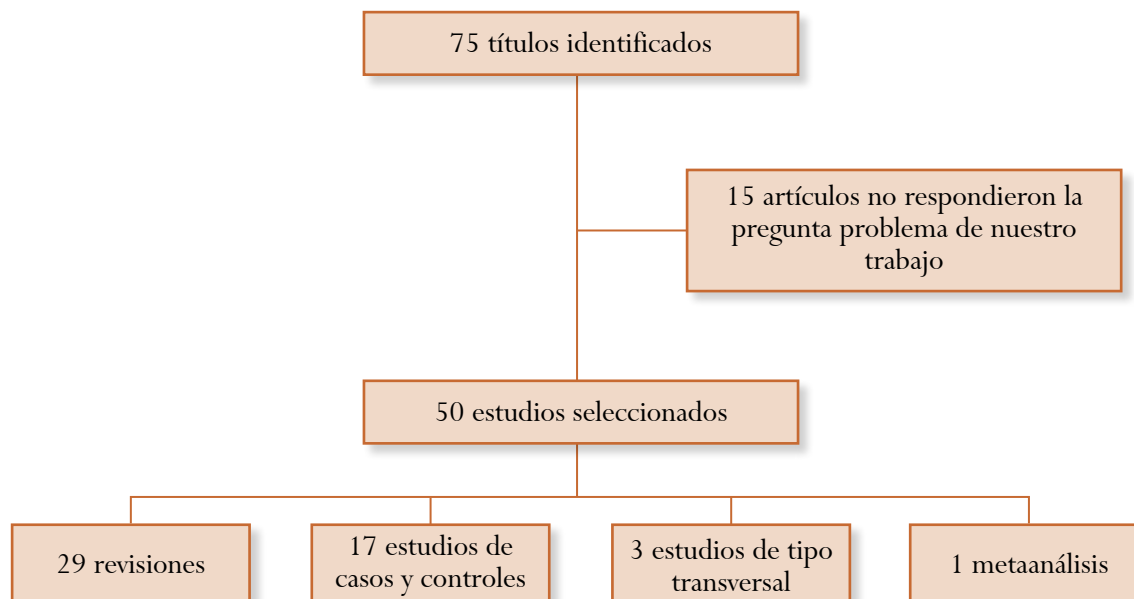 75 títulos identificados
15 artículos no respondieron la
pregunta problema de nuestro
trabajo
50 estudios seleccionados
29 revisiones
17 estudios de
casos y controles
3 estudios de tipo
transversal
1 metaanálisis